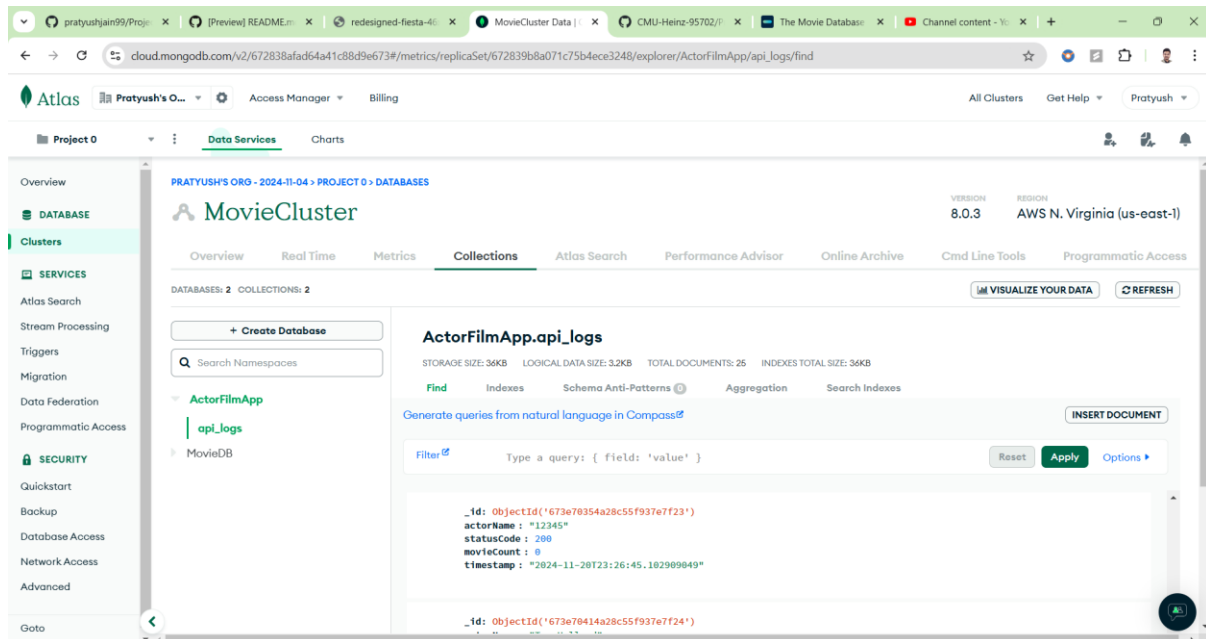 pratyushjain99/Proje
[Preview] README.m
redesigned-fiesta-46
MovieCluster Data | C
CMU-Heinz-95702/P
The Movie Database
Channel content - Yo
cloud.mongodb.com/v2/672838afad64a41c88d9e673#/metrics/replicaSet/672839b8a071c75b4ece3248/explorer/ActorFilmApp/api_logs/find
Atlas
Pratyush's O...
Access Manager
Billing
All Clusters
Get Help
Pratyush
Project 0
Data Services
Charts
Overview
DATABASE
Clusters
SERVICES
Atlas Search
Stream Processing
Triggers
Migration
Data Federation
Programmatic Access
SECURITY
Quickstart
Backup
Database Access
Network Access
Advanced
Goto
PRATYUSH'S ORG - 2024-11-04 > PROJECT 0 > DATABASES
MovieCluster
VERSION
8.0.3
REGION
AWS N. Virginia (us-east-1)
Overview
Real Time
Metrics
Collections
Atlas Search
Performance Advisor
Online Archive
Cmd Line Tools
Programmatic Access
DATABASES: 2 COLLECTIONS: 2
VISUALIZE YOUR DATA
REFRESH
+ Create Database
Search Namespaces
ActorFilmApp
api_logs
MovieDB
ActorFilmApp.api_logs
STORAGE SIZE: 36KB LOGICAL DATA SIZE: 3.2KB TOTAL DOCUMENTS: 25 INDEXES TOTAL SIZE: 36KB
Find
Indexes
Schema Anti-Patterns 0
Aggregation
Search Indexes
Generate queries from natural language in Compass
INSERT DOCUMENT
Filter
Type a query: { field: 'value' }
Reset
Apply
Options
_id: ObjectId('673e70354a28c55f937e7f23')
actorName : "12345"
statusCode : 200
movieCount : 0
timestamp : "2024-11-20T23:26:45.102909049"
_id: ObjectId('673e70414a28c55f937e7f24')